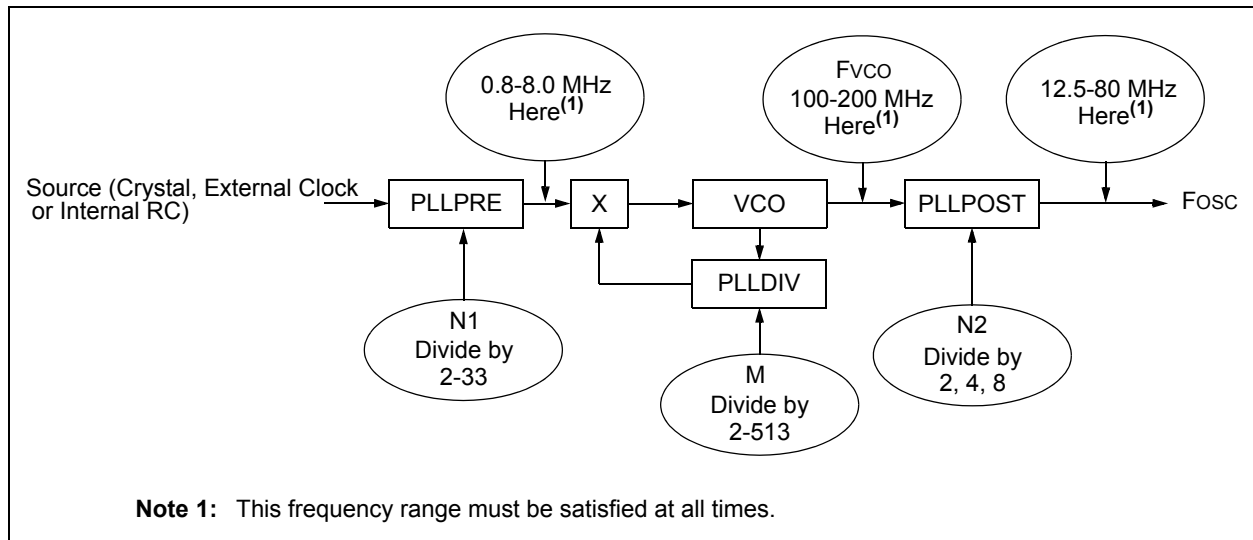 0.8-8.0 MHz
Here(1)
FVCO
100-200 MHz
Here(1)
12.5-80 MHz
Here(1)
Source (Crystal, External Clock
or Internal RC)
PLLPRE
X
VCO
PLLPOST
FOSC
PLLDIV
N1
Divide by
2-33
M
Divide by
2-513
N2
Divide by
2, 4, 8
Note 1: This frequency range must be satisfied at all times.